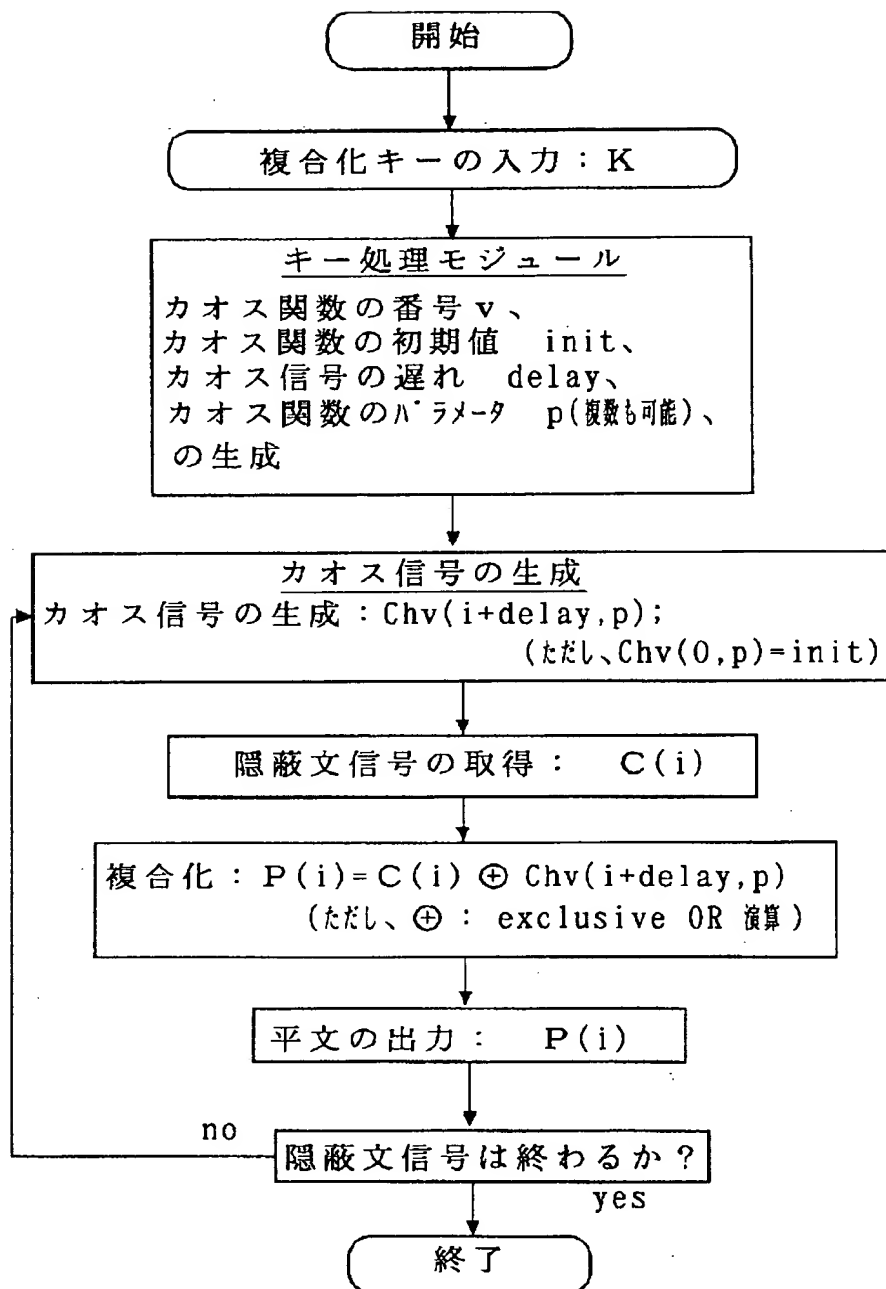 開始
複合化キーの入力：K
キー処理モジュール
カオス関数の番号v、
カオス関数の初期値　init、
カオス信号の遅れ　delay、
カオス関数のパラメータ　p(複数も可能)、
の生成
カオス信号の生成
カオス信号の生成：Chv(i+delay,p);
(ただし、Chv(0,p)=init)
隠蔽文信号の取得：　C(i)
複合化：P(i)=C(i)⊕Chv(i+delay,p)
(ただし、⊕：exclusive OR 演算)
平文の出力：　P(i)
no
隠蔽文信号は終わるか？
yes
終了